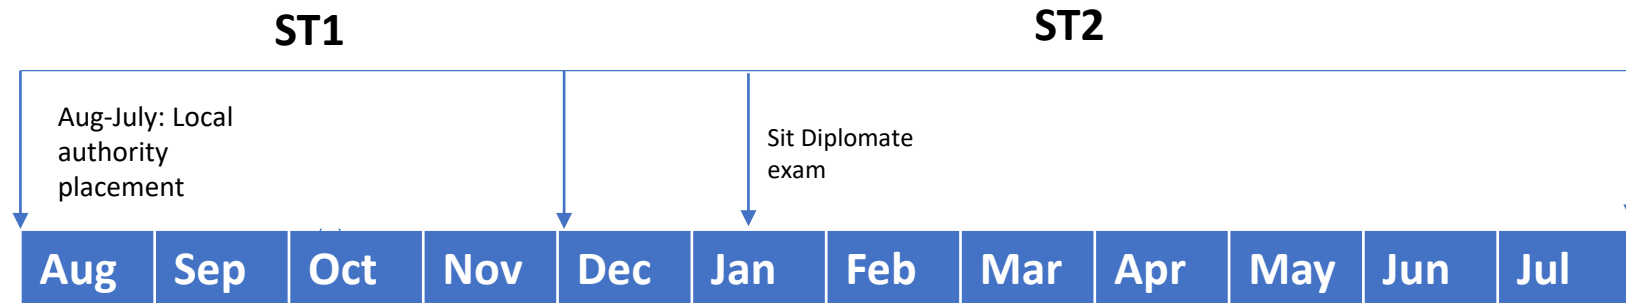 ST1
ST2
Aug-July: Local
authority
placement
Sit Diplomate
exam
Aug Sep Oct Nov Dec Jan Feb Mar Apr May Jun Jul